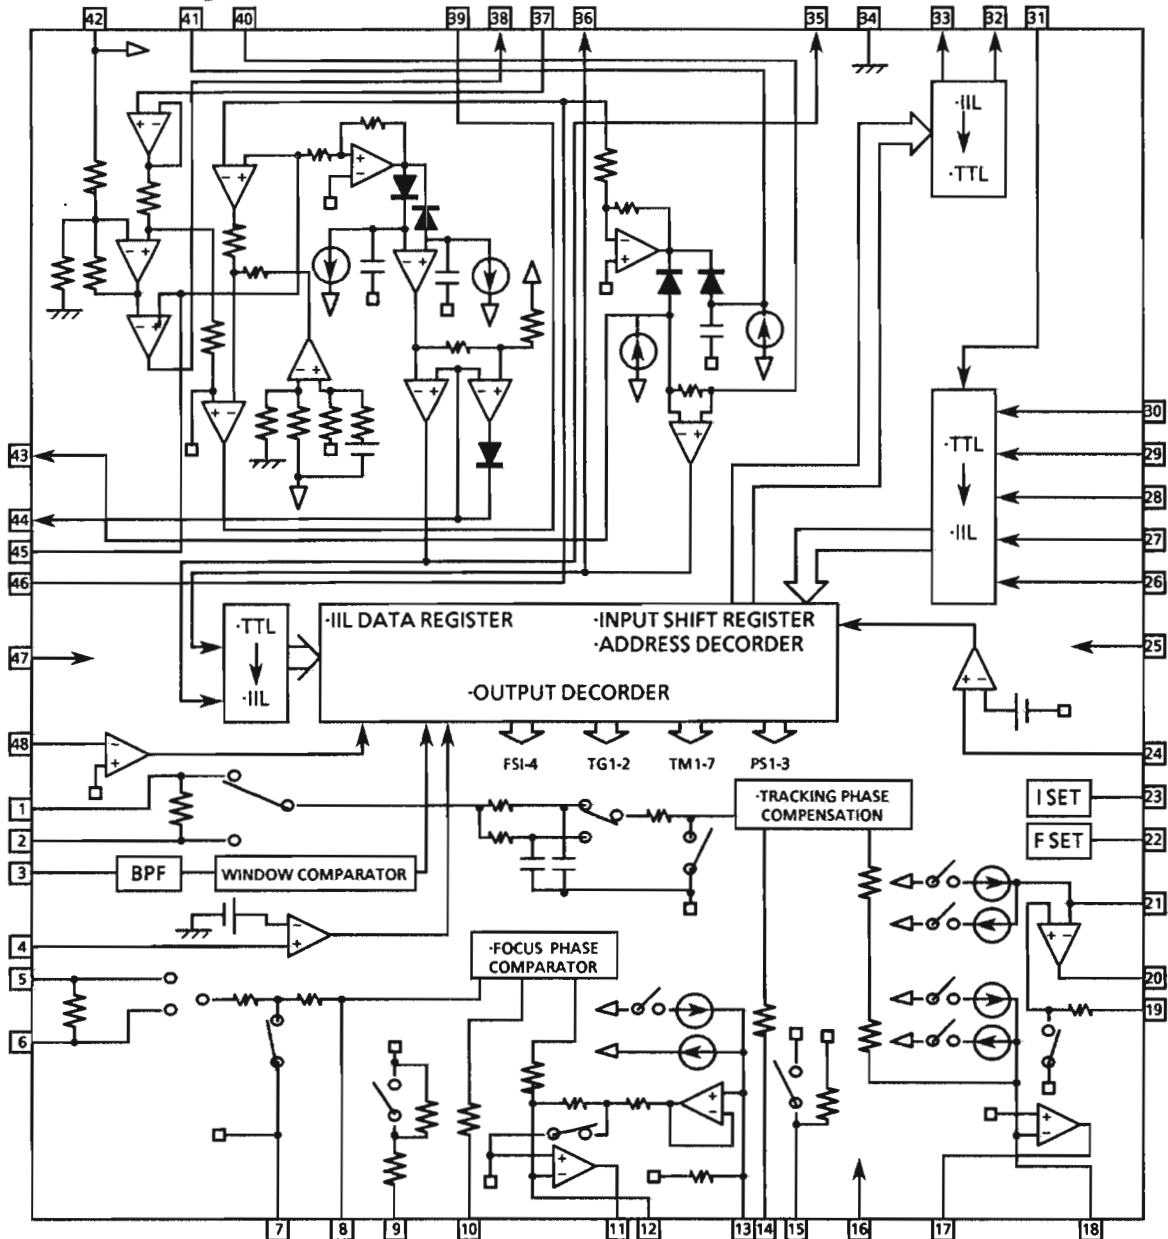 42 41 40 39 38 37 36 35 34 33 32 31
·IIL
·TTL
30
·TTL
43 29
28
44 ·IIL 27
45
46 26
·TTL ·IIL DATA REGISTER ·INPUT SHIFT REGISTER
·ADDRESS DECORDER 25
47
·IIL ·OUTPUT DECORDER
48 24
FSI-4 TG1-2 TM1-7 PS1-3
1 ·TRACKING PHASE I SET 23
COMPENSATION
2 F SET 22
3 BPF WINDOW COMPARATOR
21
4 ·FOCUS PHASE
COMPARATOR
5 20
19
6
7 8 9 10 11 12 13 14 15 16 17 18